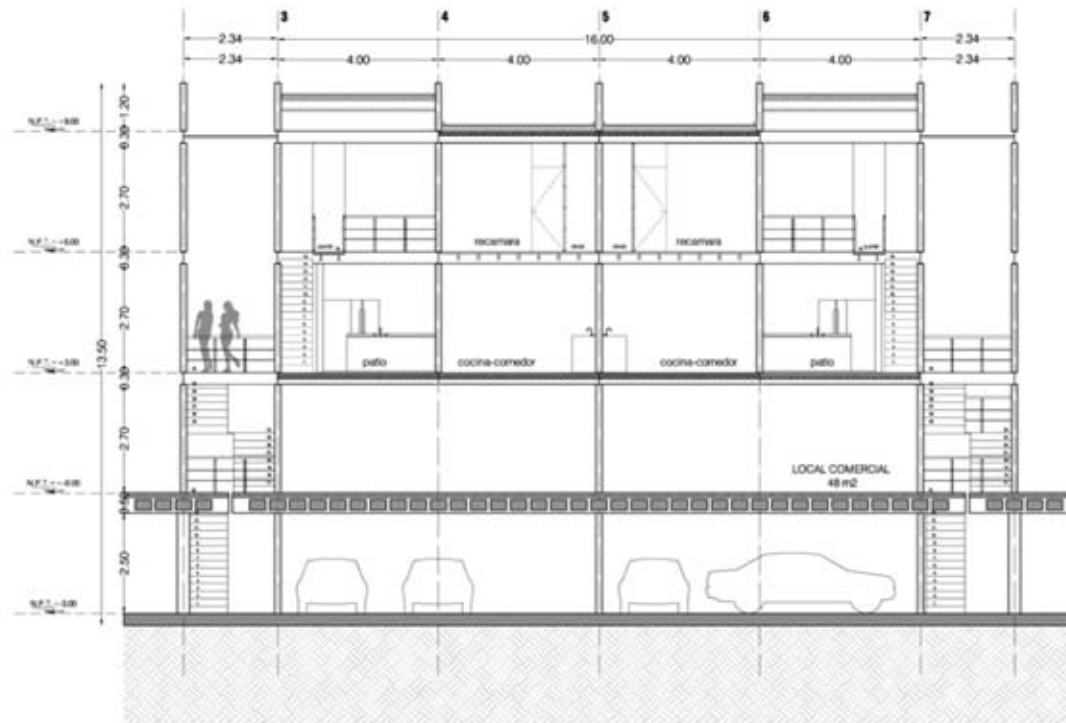 3 4 5 6 7
2.34 16.00 2.34
2.34 4.00 4.00 4.00 4.00 2.34
1.20
0.30
2.70
recamara recamara
0.30
2.70
13.50
patio cocina-comedor cocina-comedor patio
0.30
2.70
LOCAL COMERCIAL
48 m2
2.50